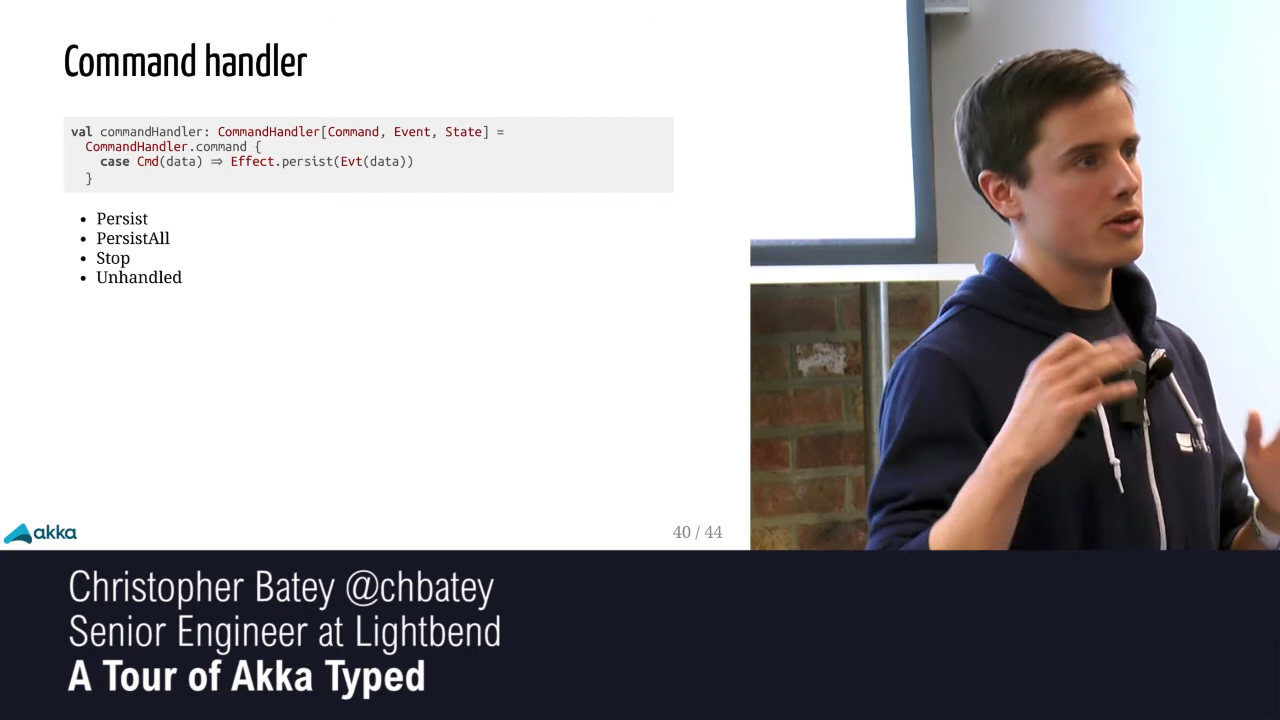 Command handler
val commandHandler: CommandHandler[Command, Event, State] =
CommandHandler.command {
case Cmd(data) ⇒ Effect.persist(Evt(data))
}
• Persist
• PersistAll
• Stop
• Unhandled
akka
40 / 44
Christopher Batey @chbatey
Senior Engineer at Lightbend
A Tour of Akka Typed